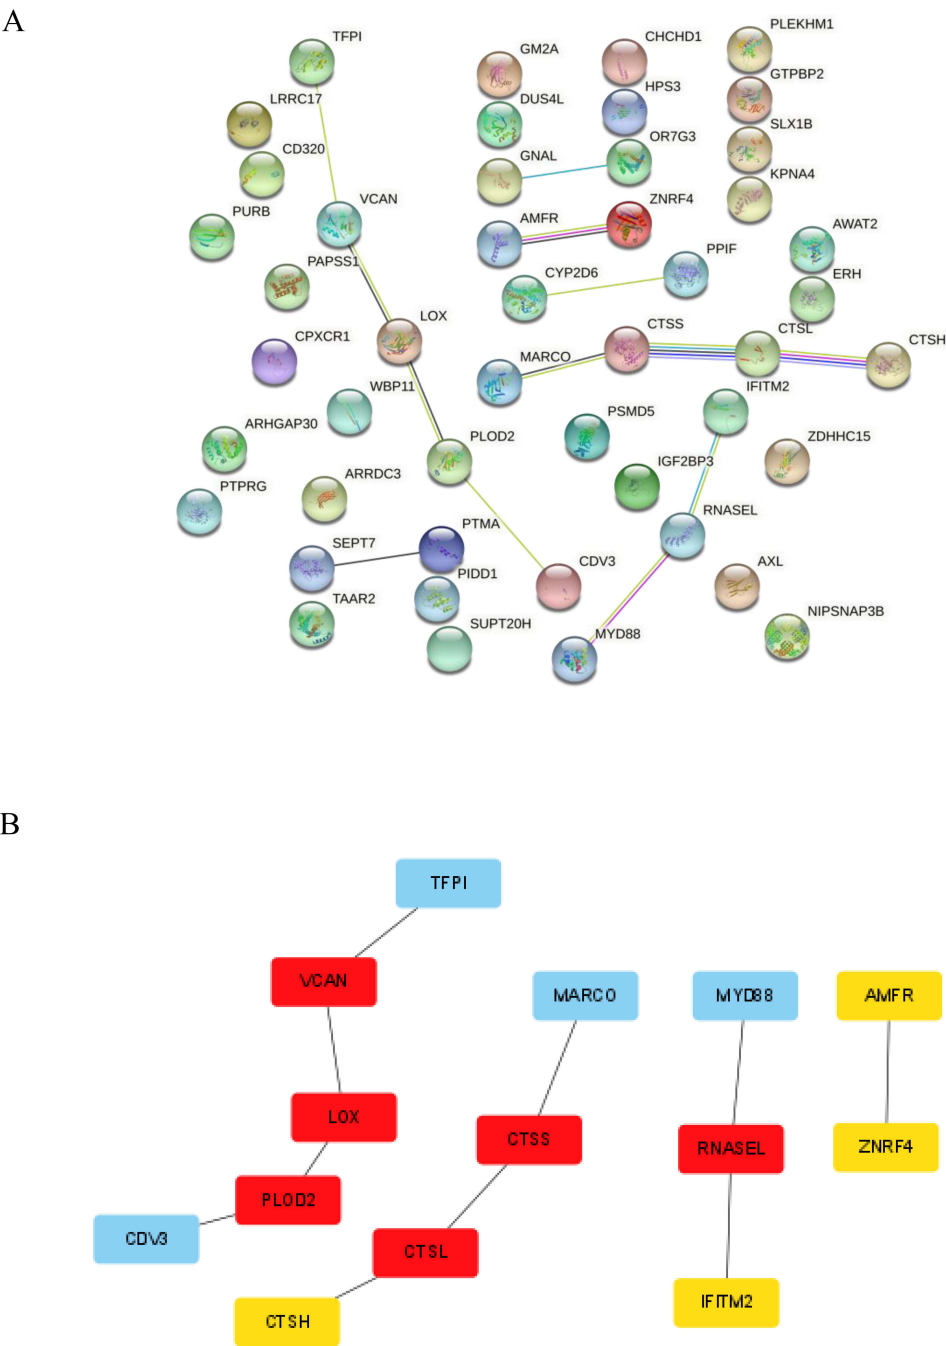 A
TFPI
GM2A
CHCHD1
PLEKHM1
LRRC17
DUS4L
HPS3
GTPBP2
CD320
GNAL
OR7G3
SLX1B
PURB
VCAN
AMFR
ZNRF4
KPNA4
PAPSS1
CYP2D6
PPIF
AWAT2
ERH
CPXCR1
LOX
MARCO
CTSS
CTSL
CTSH
WBP11
IFITM2
ARHGAP30
PLOD2
PSMD5
ZDHHC15
PTPRG
ARRDC3
IGF2BP3
SEPT7
PTMA
RNASEL
TAAR2
PIDD1
CDV3
AXL
SUPT20H
MYD88
NIPSNAP3B
B
TFPI
VCAN
MARCO
MYD88
AMFR
LOX
CTSS
RNASEL
ZNRF4
PLOD2
CDV3
CTSL
CTSH
IFITM2